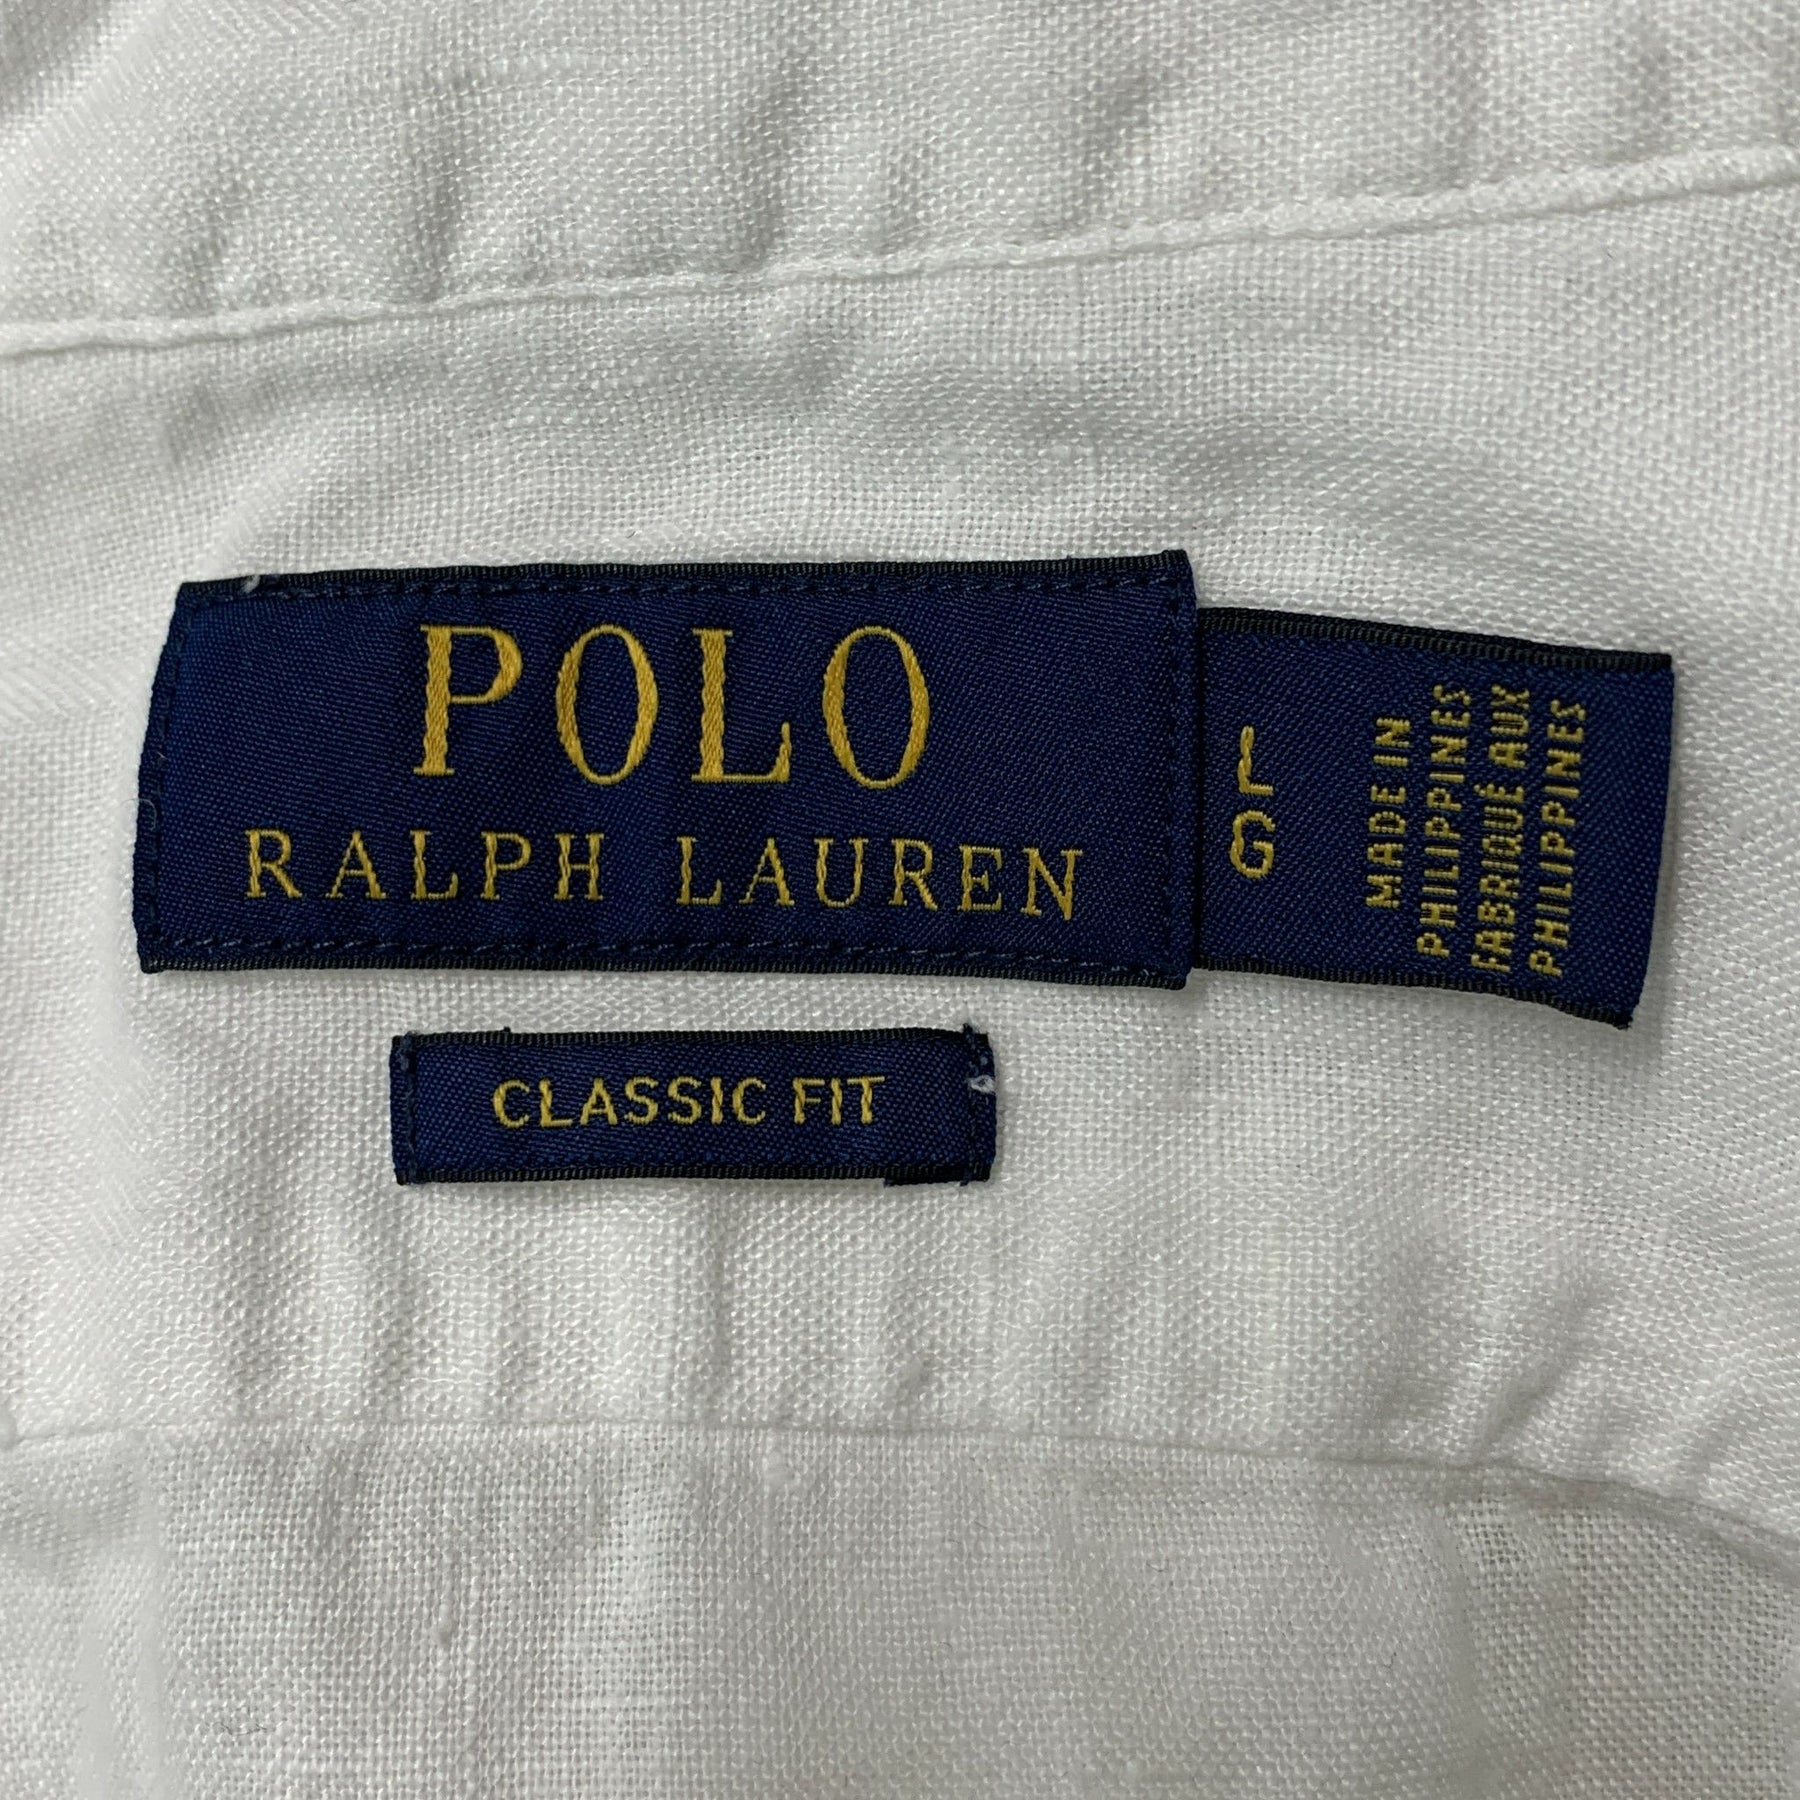 POLO
RALPH LAUREN
L
G
MADE IN
PHILIPPINES
FABRIQUÉ AUX
PHILIPPINES
CLASSIC FIT